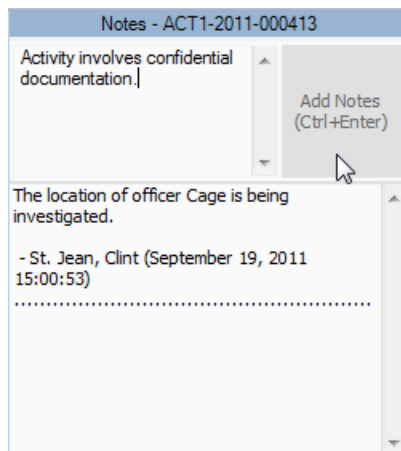 Notes - ACT1-2011-000413
Activity involves confidential
documentation.
Add Notes
(Ctrl+Enter)
The location of officer Cage is being
investigated.
- St. Jean, Clint (September 19, 2011
15:00:53)
.......................................................